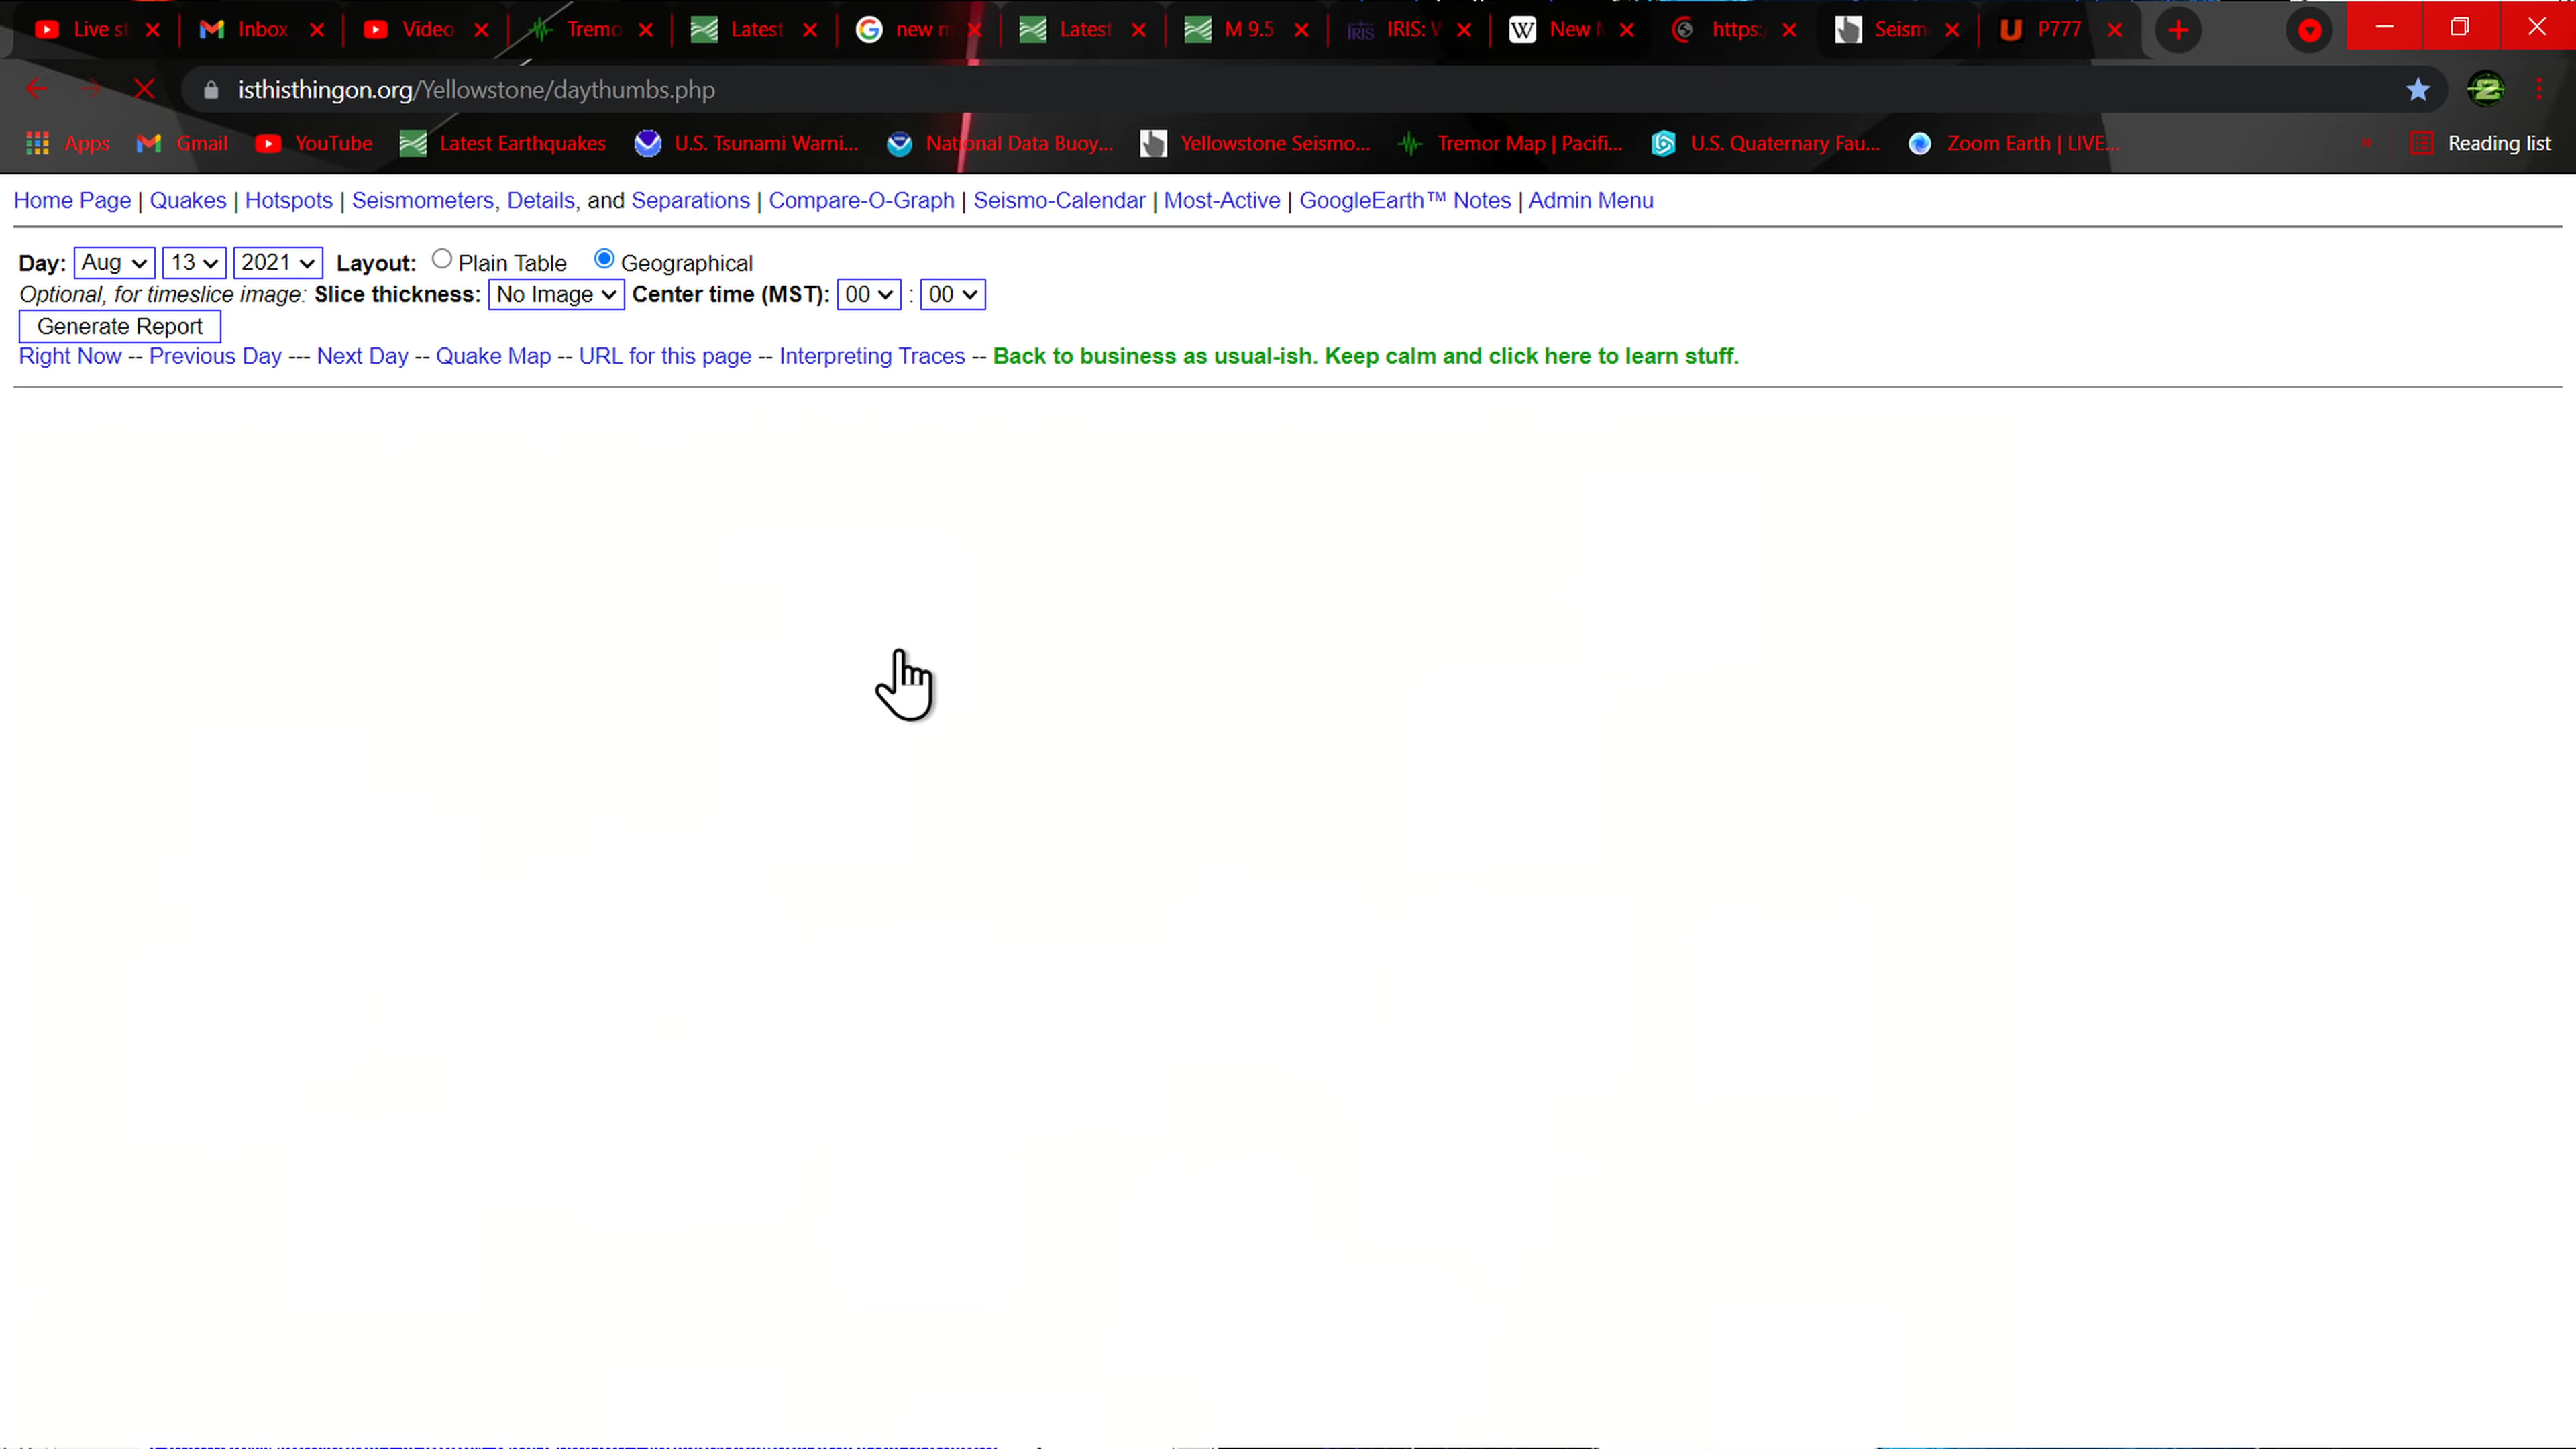 Live st Inbox Video Tremo Latest new m Latest M 9.5 IRIS: W New M https: Seism P777
isthisthingon.org/Yellowstone/daythumbs.php
Apps Gmail YouTube Latest Earthquakes U.S. Tsunami Warni... National Data Buoy... Yellowstone Seismo... Tremor Map | Pacifi... U.S. Quaternary Fau... Zoom Earth | LIVE... » Reading list
Home Page | Quakes | Hotspots | Seismometers, Details, and Separations | Compare-O-Graph | Seismo-Calendar | Most-Active | GoogleEarth™ Notes | Admin Menu
Day: Aug 13 2021 Layout: Plain Table Geographical
Optional, for timeslice image: Slice thickness: No Image Center time (MST): 00 : 00
Generate Report
Right Now -- Previous Day --- Next Day -- Quake Map -- URL for this page -- Interpreting Traces -- Back to business as usual-ish. Keep calm and click here to learn stuff.